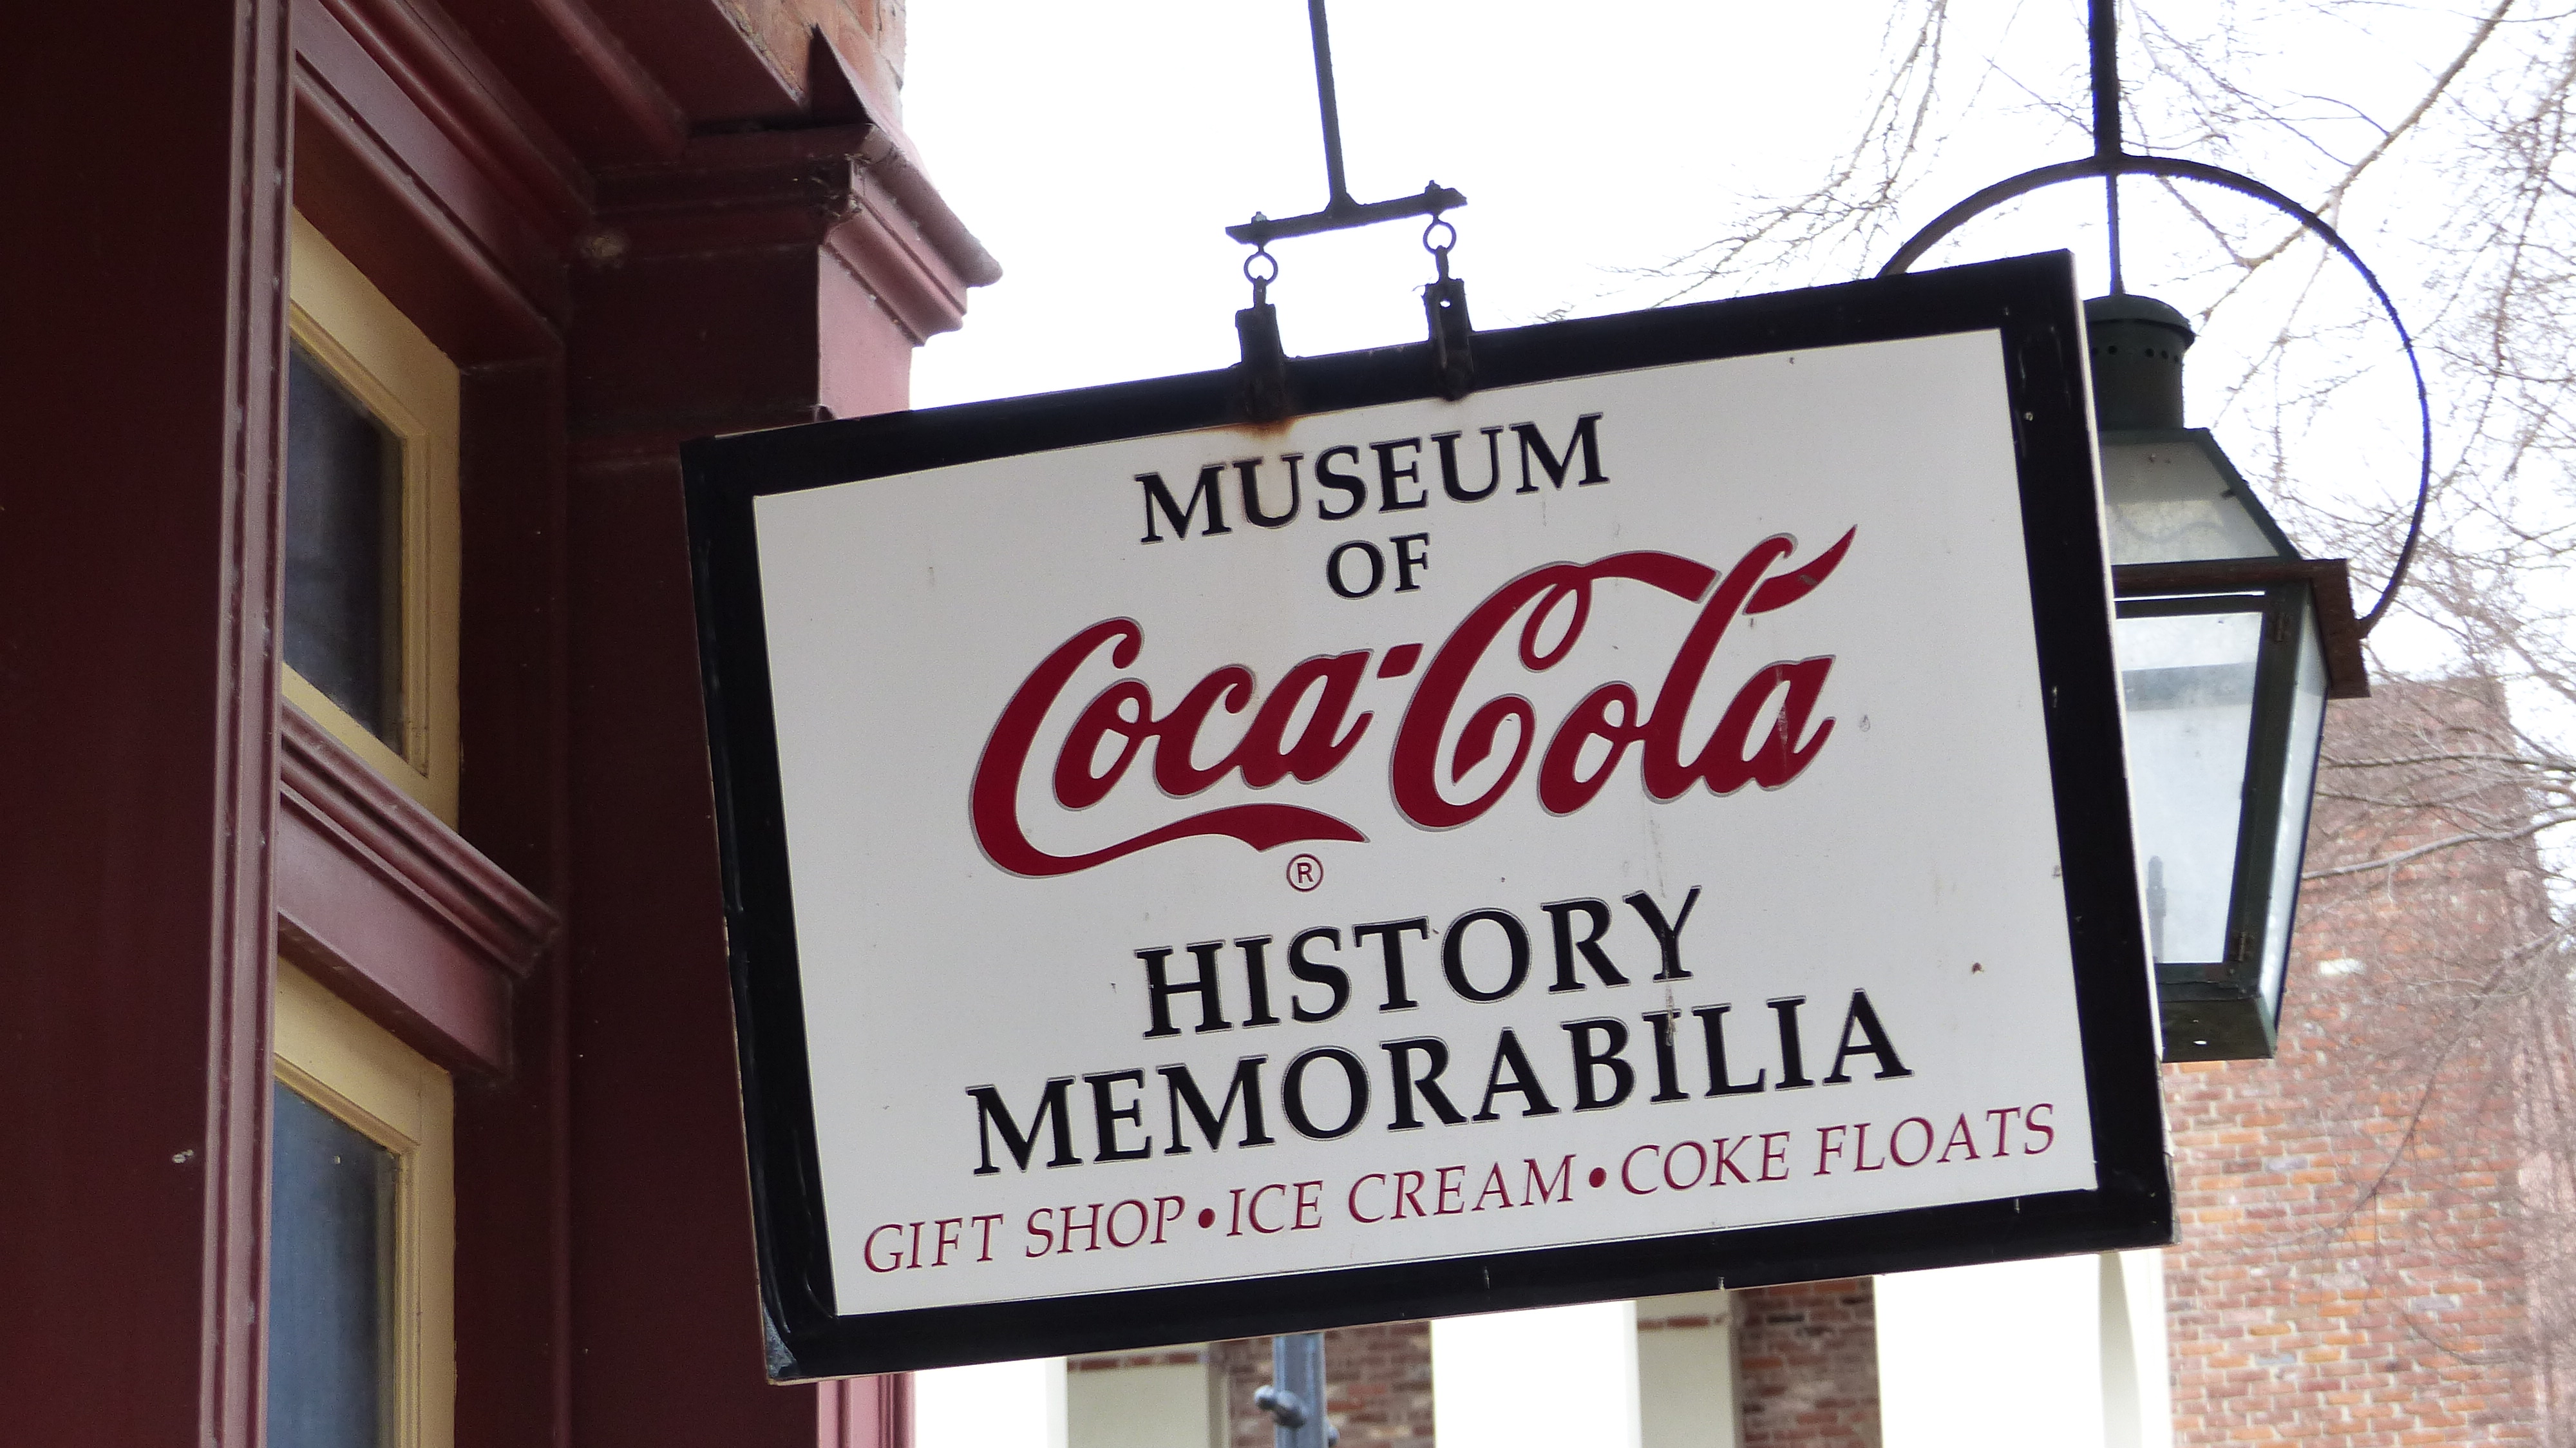 MUSEUM
OF
Coca-Cola
®
HISTORY
MEMORABILIA
GIFT SHOP•ICE CREAM•COKE FLOATS